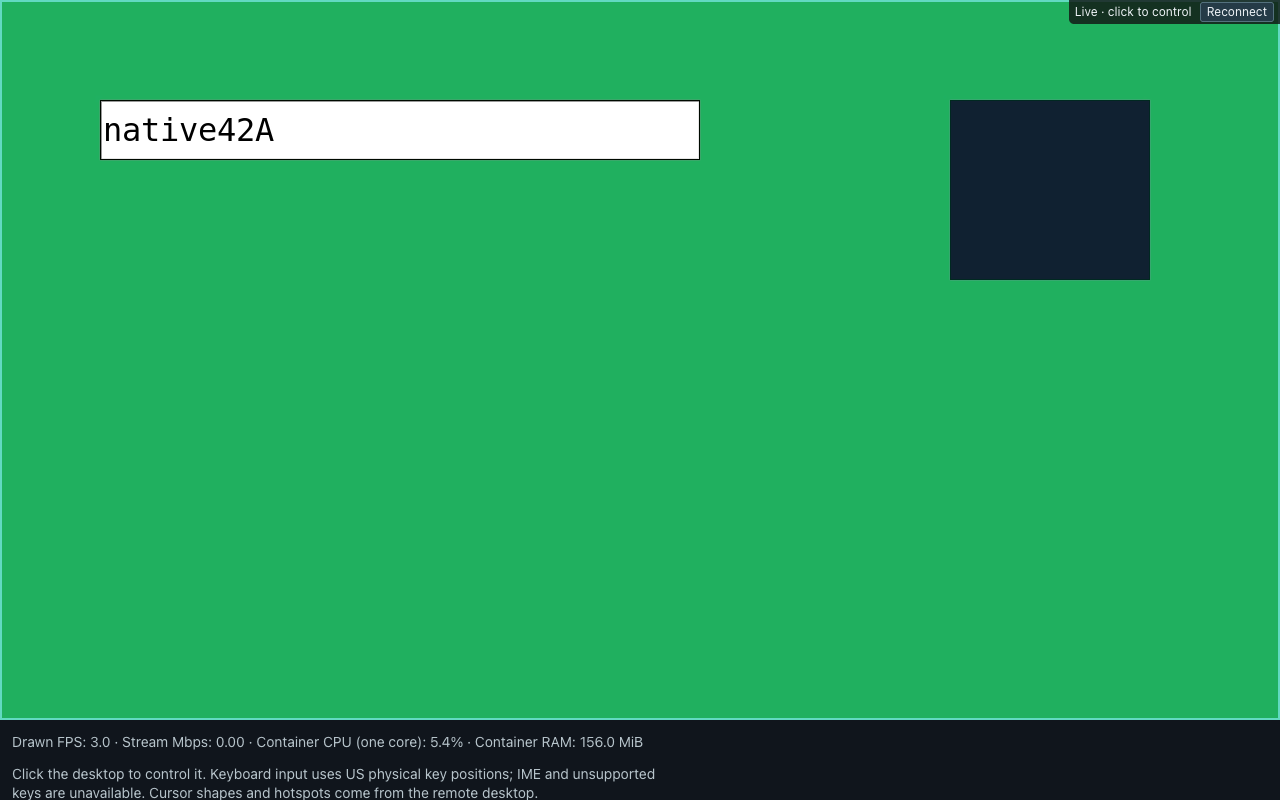 Live · click to control Reconnect
native42A
Drawn FPS: 3.0 · Stream Mbps: 0.00 · Container CPU (one core): 5.4% · Container RAM: 156.0 MiB
Click the desktop to control it. Keyboard input uses US physical key positions; IME and unsupported
keys are unavailable. Cursor shapes and hotspots come from the remote desktop.